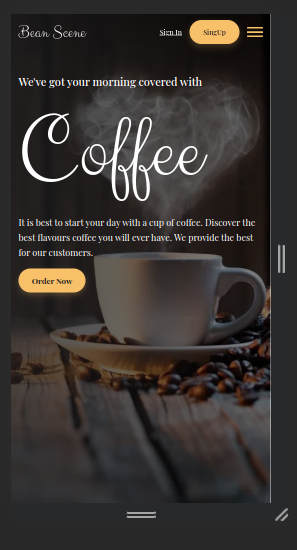 Bean Scene
Sign In
SingUp
We've got your morning covered with
Coffee
It is best to start your day with a cup of coffee. Discover the
best flavours coffee you will ever have. We provide the best
for our customers.
Order Now